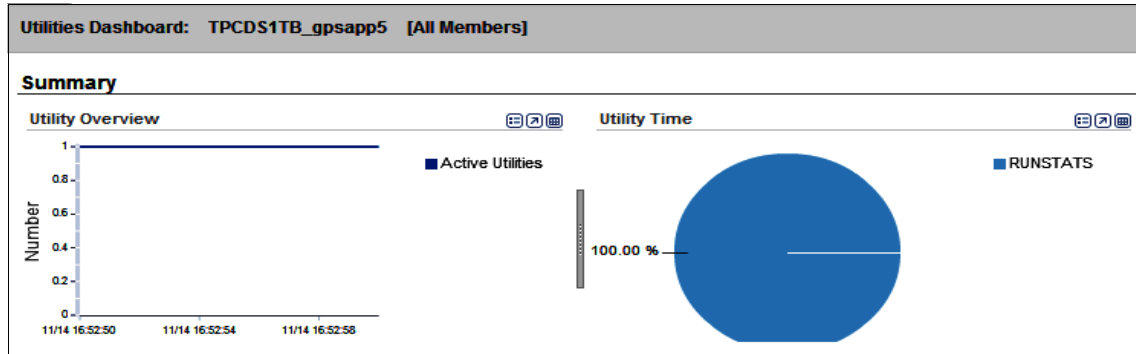 Utilities Dashboard: TPCDS1TB_gpsapp5 [All Members]
Summary
Utility Overview
Number
1
0.8
0.6
0.4
0.2
0
11/14 16:52:50 11/14 16:52:54 11/14 16:52:58
Active Utilities
Utility Time
100.00 %
RUNSTATS